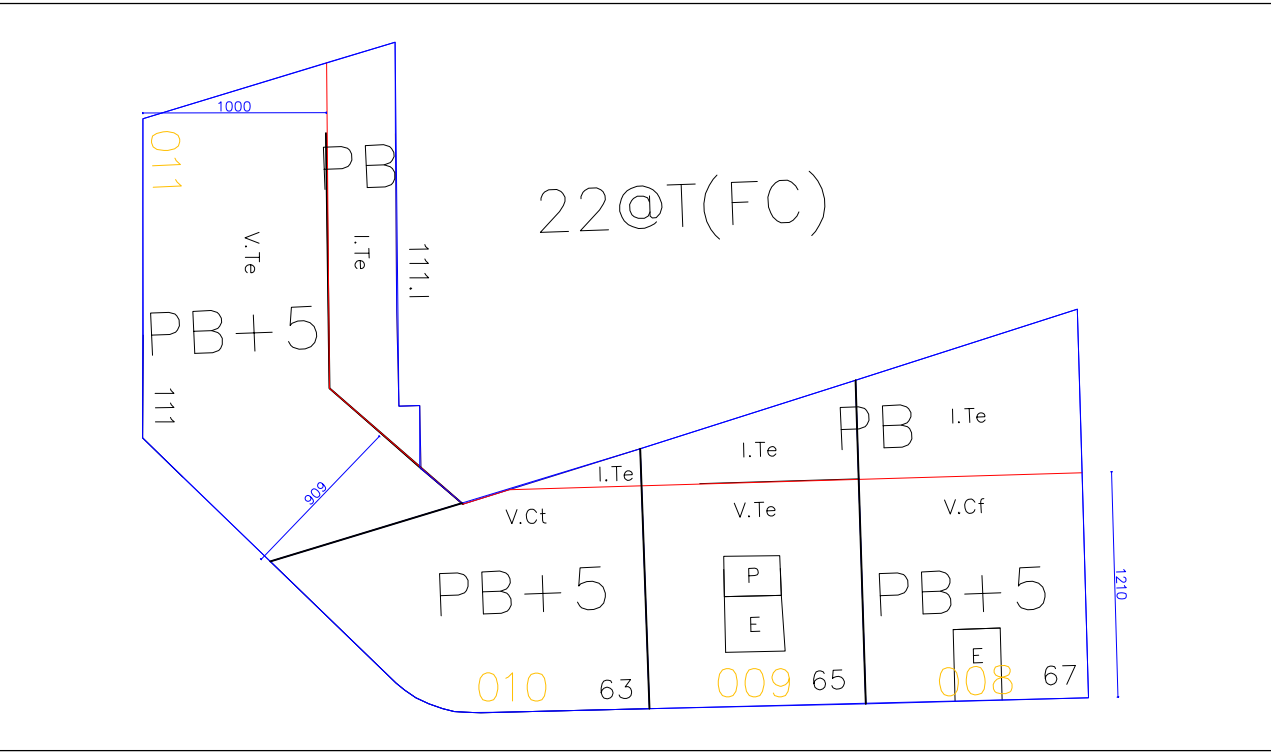 1000
011
PB
22@T(FC)
V.Te
I.Te
111.I
PB+5
111
909
PB
I.Te
I.Te
I.Te
V.Ct
V.Te
V.Cf
P
E
PB+5
PB+5
1210
E
010
63
009
65
008
67